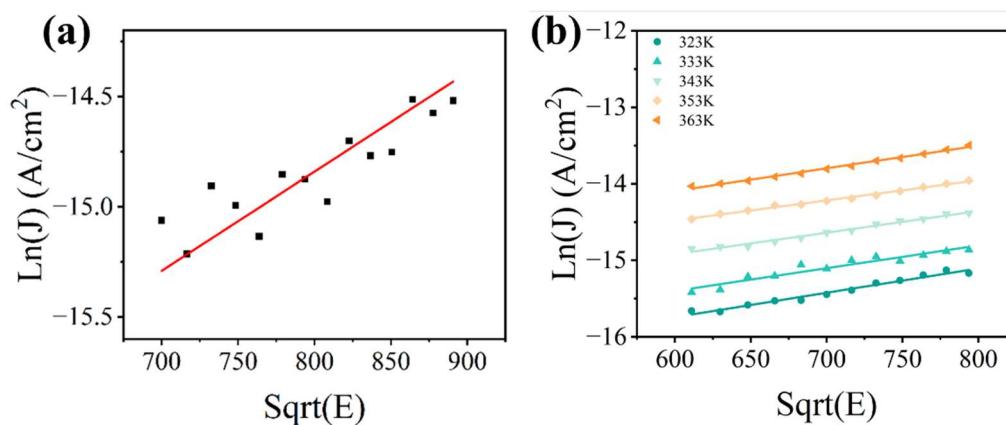 (a)
Ln(J) (A/cm²)
−14.5
−15.0
−15.5
700 750 800 850 900
Sqrt(E)
(b)
Ln(J) (A/cm²)
−12
−13
−14
−15
−16
323K
333K
343K
353K
363K
600 650 700 750 800
Sqrt(E)